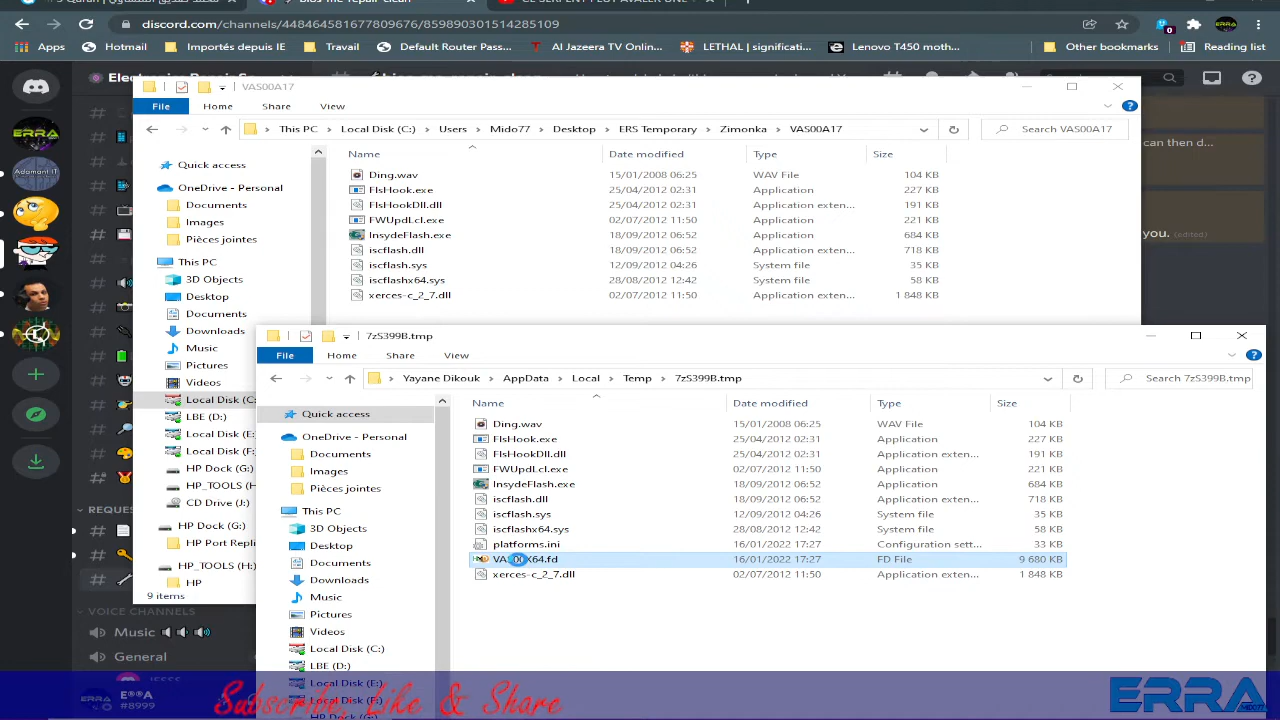 discord.com/channels/448464581677809684/859890301514285109
Apps Hotmail Importés depuis E... Travail Default Router Pass... Al Jazeera TV Online... LETHAL | significati... Lenovo T450 moth... Other bookmarks Reading list
VAS00A17
File Home Share View
This PC > Local Disk (C:) > Users > Mido77 > Desktop > ERS Temporary > Zimonka > VAS00A17
Search VAS00A17
Name Date modified Type Size
Ding.wav 15/01/2008 06:25 WAV File 104 KB
FlsHook.exe 25/04/2012 02:31 Application 227 KB
FlsHookDll.dll 25/04/2012 02:31 Application exten... 191 KB
FWUpdLcl.exe 02/07/2012 11:50 Application 221 KB
InsydeFlash.exe 18/09/2012 06:52 Application 684 KB
iscflash.dll 18/09/2012 06:52 Application exten... 718 KB
iscflash.sys 12/09/2012 04:26 System file 35 KB
iscflashx64.sys 28/08/2012 12:42 System file 58 KB
xerces-c_2_7.dll 02/07/2012 11:50 Application exten... 1 848 KB
Quick access
OneDrive - Personal
Documents
Images
Pièces jointes
This PC
3D Objects
Desktop
Documents
Downloads
Music
Pictures
Videos
Local Disk (C:
LBE (D:)
Local Disk (E:
Local Disk (F:
HP Dock (G:)
HP_TOOLS (H
CD Drive (J:)
HP Dock (G:)
HP Port Repli
HP_TOOLS (H:)
HP
9 items
can then d...
you. (edited)
Adamant IT
ERRA
REQUES
VOICE CHANNELS
Music
General
E®®A
#8999
7zS399B.tmp
File Home Share View
Yayano Dikouk > AppData > Local > Temp > 7zS399B.tmp
Search 7zS399B.tmp
Name Date modified Type Size
Ding.wav 15/01/2008 06:25 WAV File 104 KB
FlsHook.exe 25/04/2012 02:31 Application 227 KB
FlsHookDll.dll 25/04/2012 02:31 Application exten... 191 KB
FWUpdLcl.exe 02/07/2012 11:50 Application 221 KB
InsydeFlash.exe 18/09/2012 06:52 Application 684 KB
iscflash.dll 18/09/2012 06:52 Application exten... 718 KB
iscflash.sys 12/09/2012 04:26 System file 35 KB
iscflashx64.sys 28/08/2012 12:42 System file 58 KB
platforms.ini 16/01/2022 17:27 Configuration sett... 33 KB
16/01/2022 17:27 FD File 9 680 KB
xerces-c_2_7.dll 02/07/2012 11:50 Application exten... 1 848 KB
Quick access
OneDrive - Personal
Documents
Images
Pièces jointes
This PC
3D Objects
Desktop
Documents
Downloads
Music
Pictures
Videos
Local Disk (C:)
LBE (D:)
Local Disk (E:)
Local Disk (F:)
Subscribe, Like & Share
ERRA
MIDO77